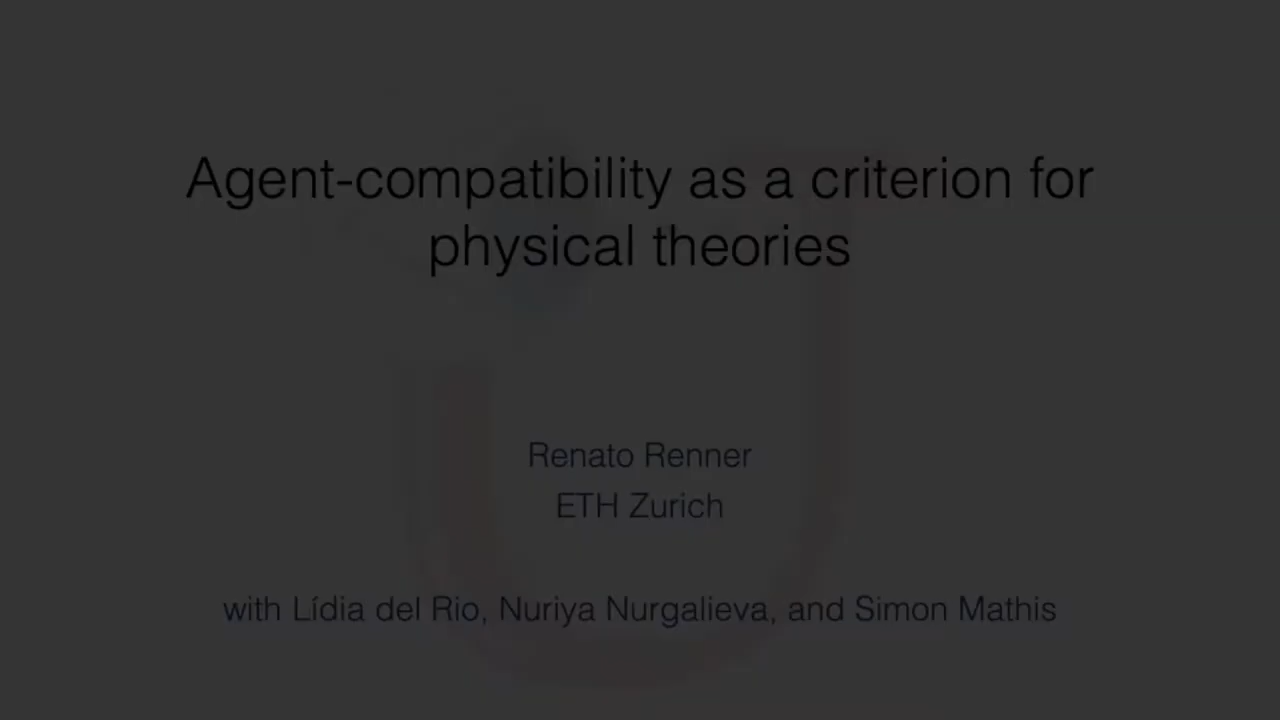 Agent-compatibility as a criterion for
physical theories
Renato Renner
ETH Zurich
with Lídia del Rio, Nuriya Nurgalieva, and Simon Mathis